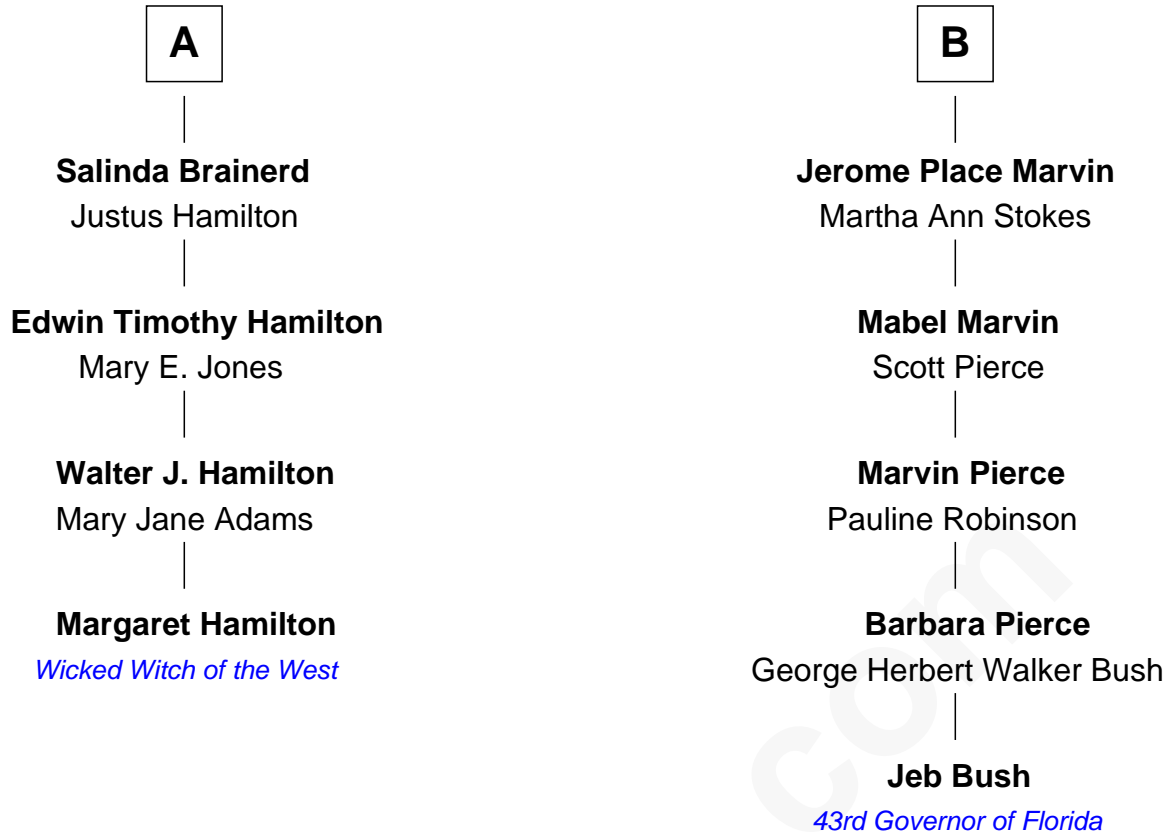 A
Salinda Brainerd
Justus Hamilton
Edwin Timothy Hamilton
Mary E. Jones
Walter J. Hamilton
Mary Jane Adams
Margaret Hamilton
Wicked Witch of the West
B
Jerome Place Marvin
Martha Ann Stokes
Mabel Marvin
Scott Pierce
Marvin Pierce
Pauline Robinson
Barbara Pierce
George Herbert Walker Bush
Jeb Bush
43rd Governor of Florida
com